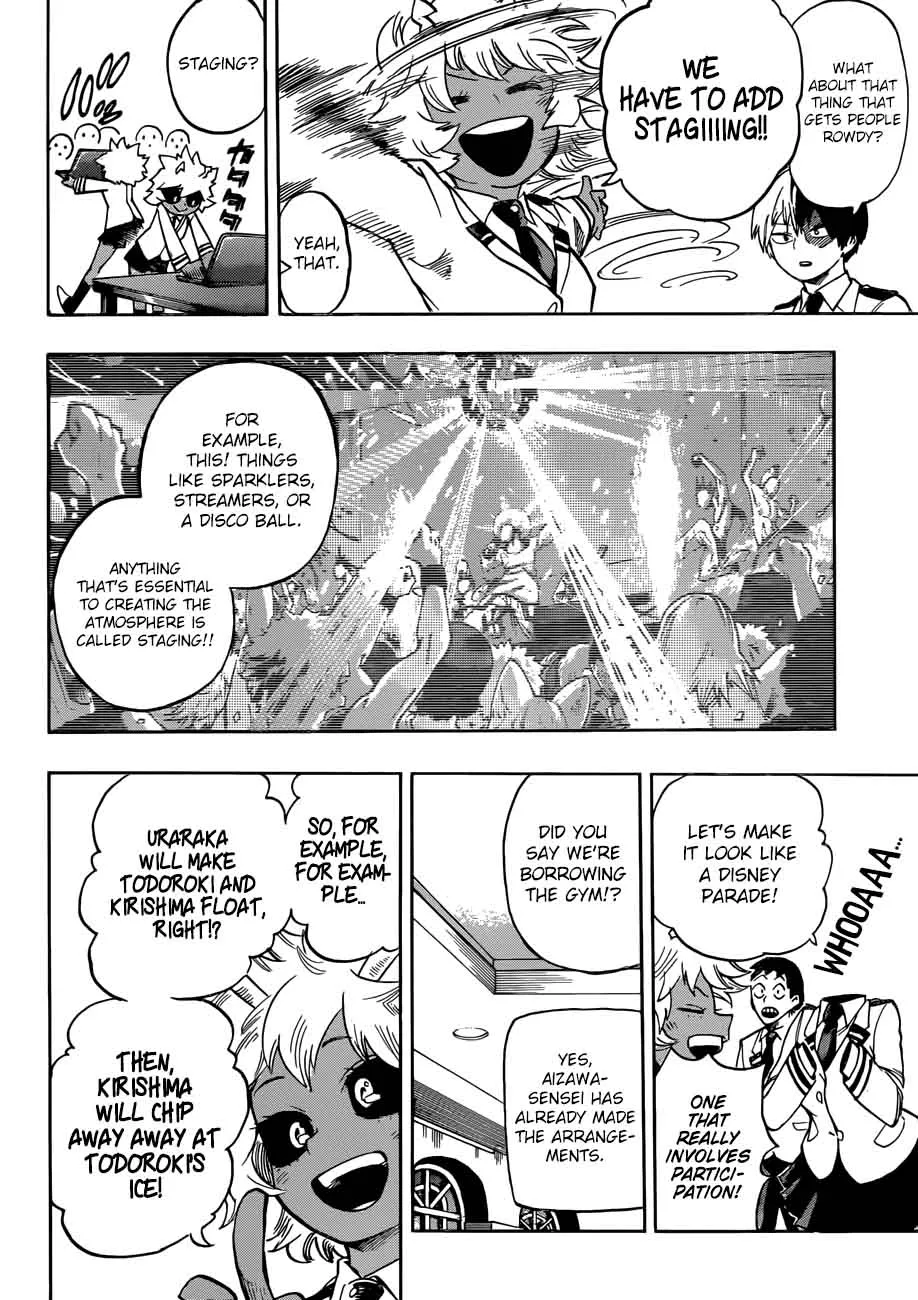 WHAT
ABOUT THAT
THING THAT
GETS PEOPLE
ROWDY?
WE
HAVE TO ADD
STAGIIIING!!
YEAH,
THAT.
STAGING?
ガタガタ
FOR
EXAMPLE,
THIS! THINGS
LIKE SPARKLERS,
STREAMERS, OR
A DISCO BALL.
ANYTHING
THAT'S ESSENTIAL
TO CREATING THE
ATMOSPHERE IS
CALLED STAGING!!
LET'S MAKE
IT LOOK LIKE
A DISNEY
PARADE!
WHOOAAA...
ONE
THAT REALLY
INVOLVES
PARTICI-
PATION!
DID YOU
SAY WE'RE
BORROWING
THE GYM!?
YES,
AIZAWA-
SENSEI HAS
ALREADY MADE
THE ARRANGE-
MENTS.
SO, FOR
EXAMPLE,
FOR EXAM-
PLE...
URARAKA
WILL MAKE
TODOROKI AND
KIRISHIMA FLOAT,
RIGHT!?
THEN,
KIRISHIMA
WILL CHIP
AWAY AWAY AT
TODOROKI'S
ICE!